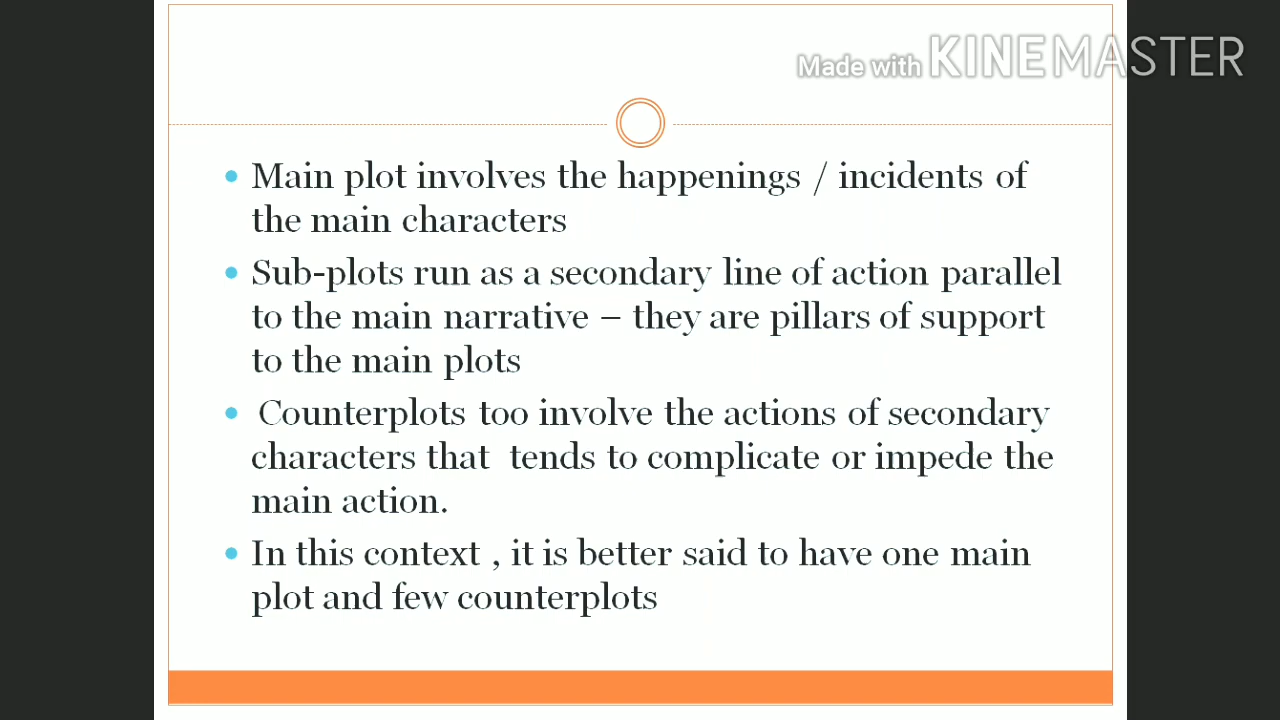 Made with KINEMASTER
Main plot involves the happenings / incidents of
the main characters
Sub-plots run as a secondary line of action parallel
to the main narrative – they are pillars of support
to the main plots
Counterplots too involve the actions of secondary
characters that tends to complicate or impede the
main action.
In this context , it is better said to have one main
plot and few counterplots